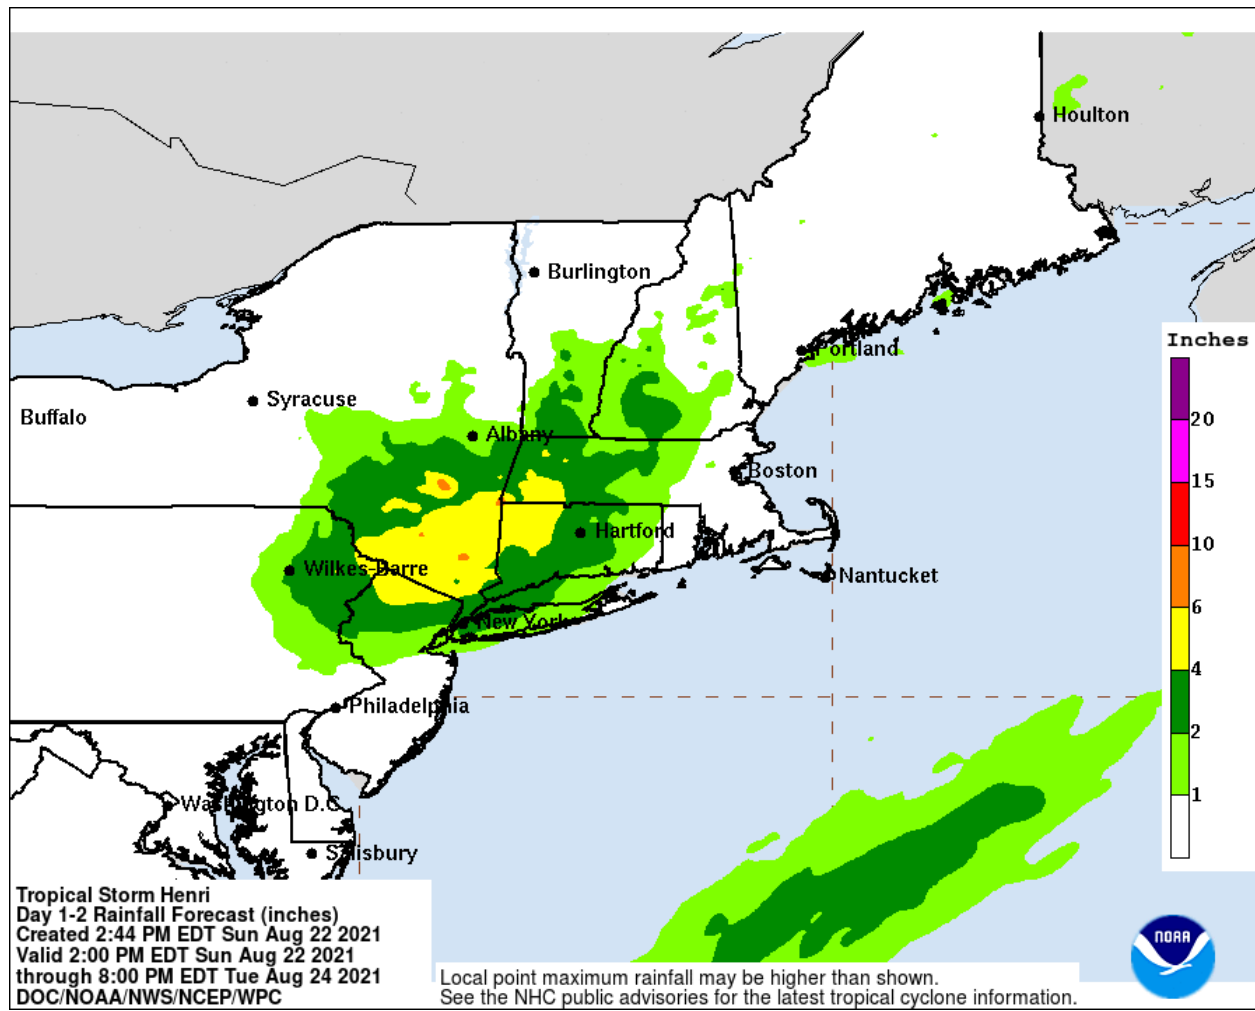 Houlton
Burlington
Inches
Portland
Syracuse
Buffalo
20
Albany
Boston
15
Hartford
10
Wilkes-Barre
Nantucket
6
New York
4
Philadelphia
2
1
Washington D.C.
Salisbury
Tropical Storm Henri
Day 1-2 Rainfall Forecast (inches)
Created 2:44 PM EDT Sun Aug 22 2021
Valid 2:00 PM EDT Sun Aug 22 2021
through 8:00 PM EDT Tue Aug 24 2021
DOC/NOAA/NWS/NCEP/WPC
Local point maximum rainfall may be higher than shown.
See the NHC public advisories for the latest tropical cyclone information.
NOAA